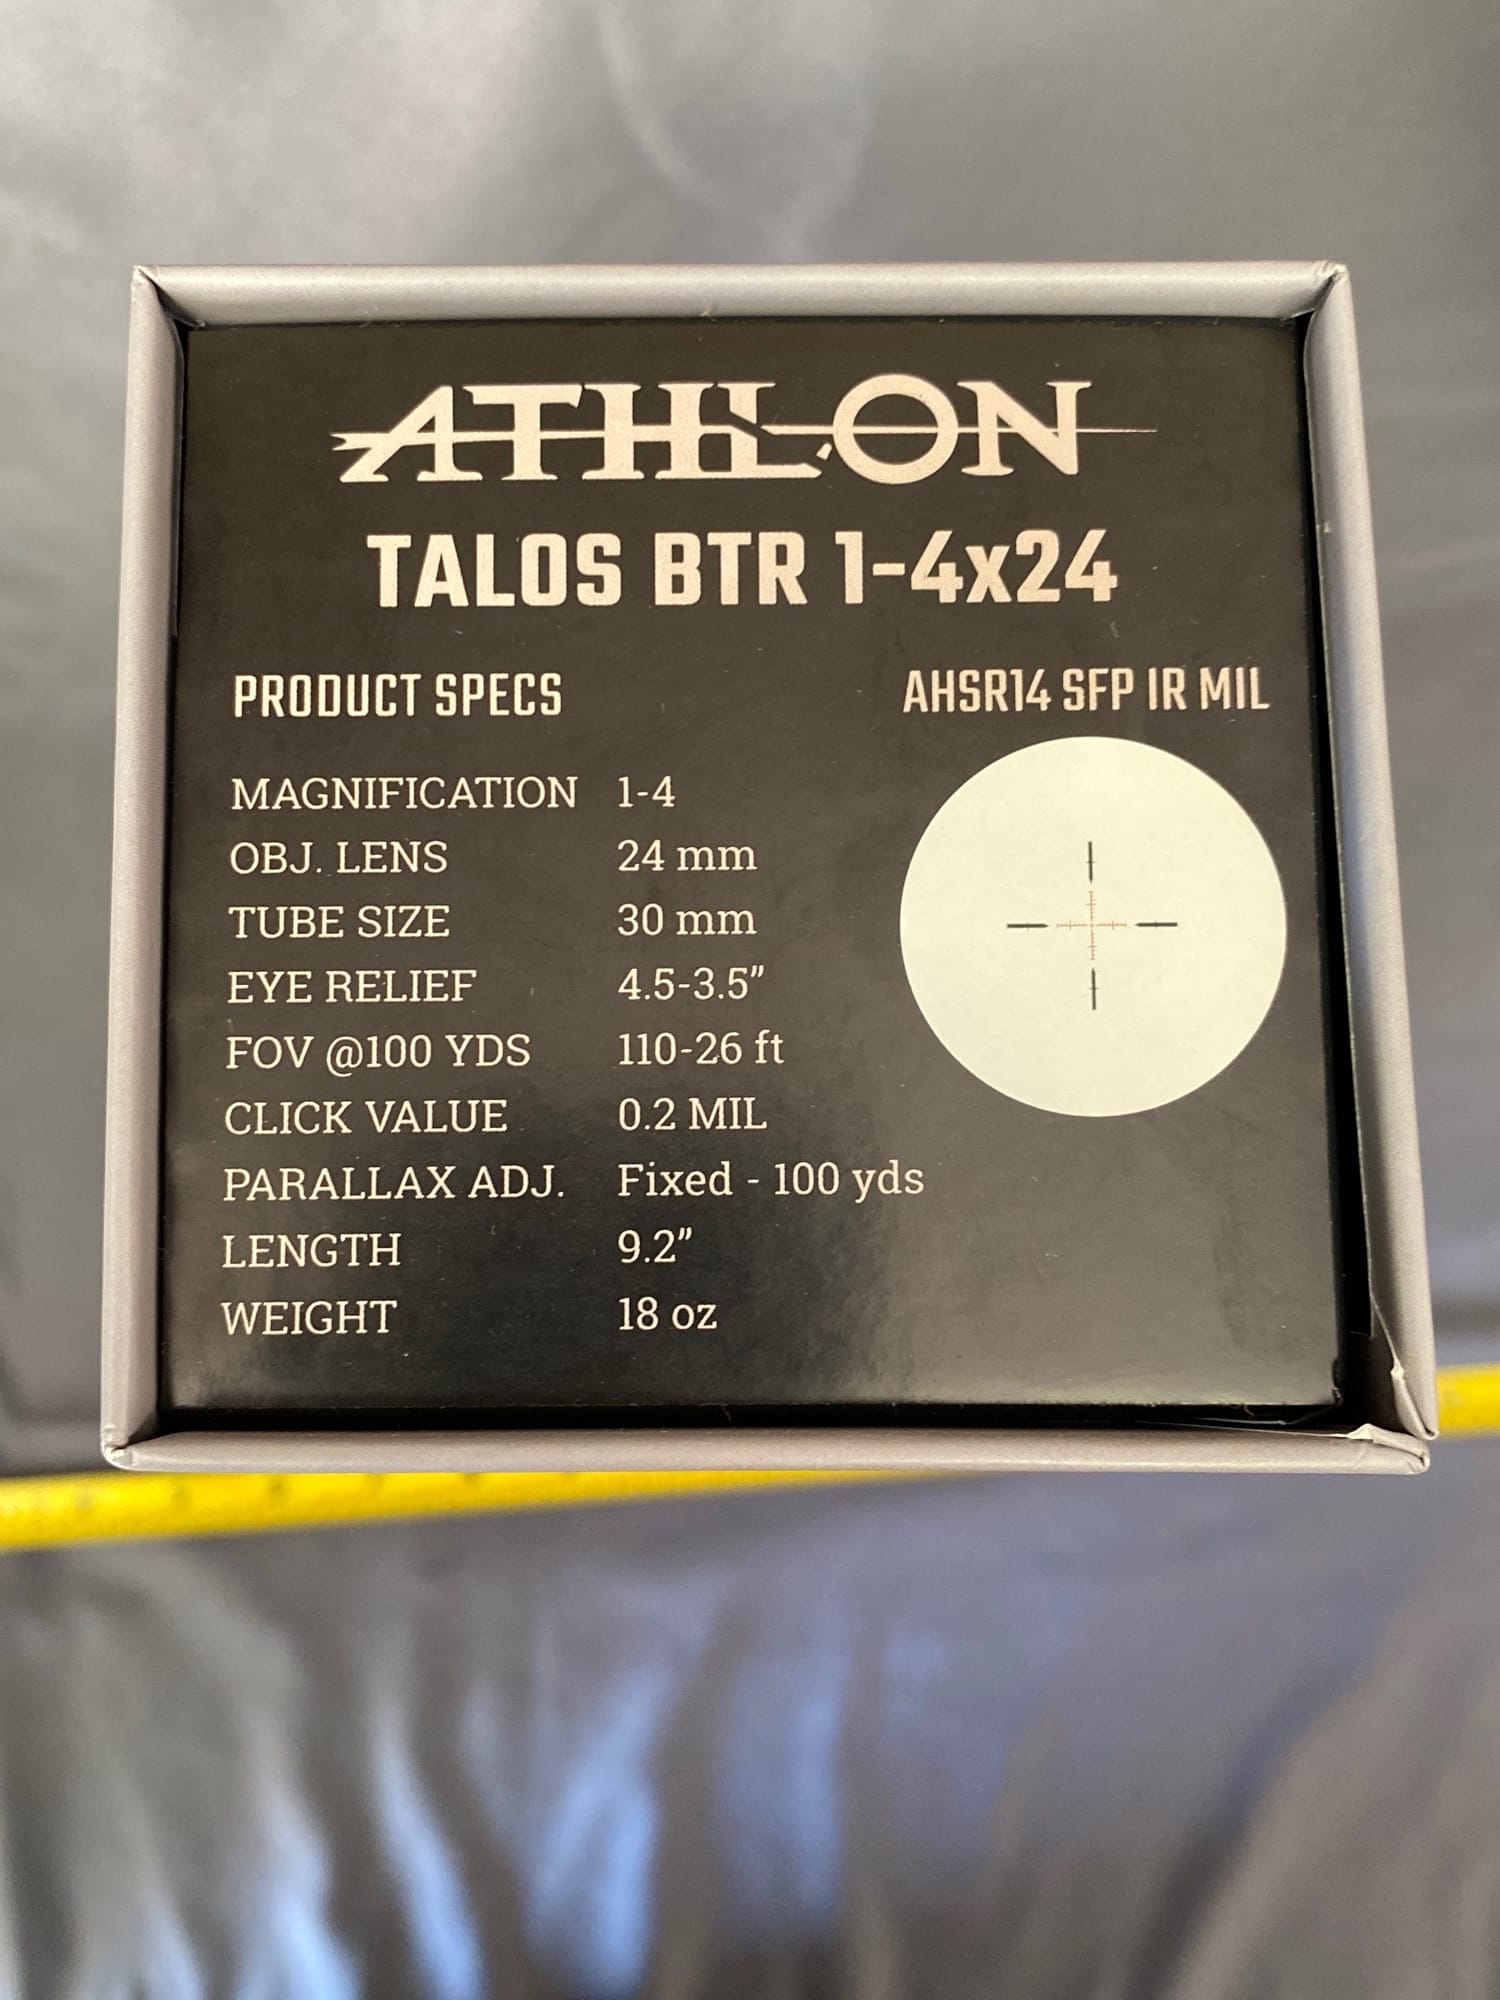 ATHLON
TALOS BTR 1-4x24
PRODUCT SPECS
MAGNIFICATION 1-4
OBJ. LENS 24 mm
TUBE SIZE 30 mm
EYE RELIEF 4.5-3.5”
FOV @100 YDS 110-26 ft
CLICK VALUE 0.2 MIL
PARALLAX ADJ. Fixed - 100 yds
LENGTH 9.2”
WEIGHT 18 oz
AHSR14 SFP IR MIL